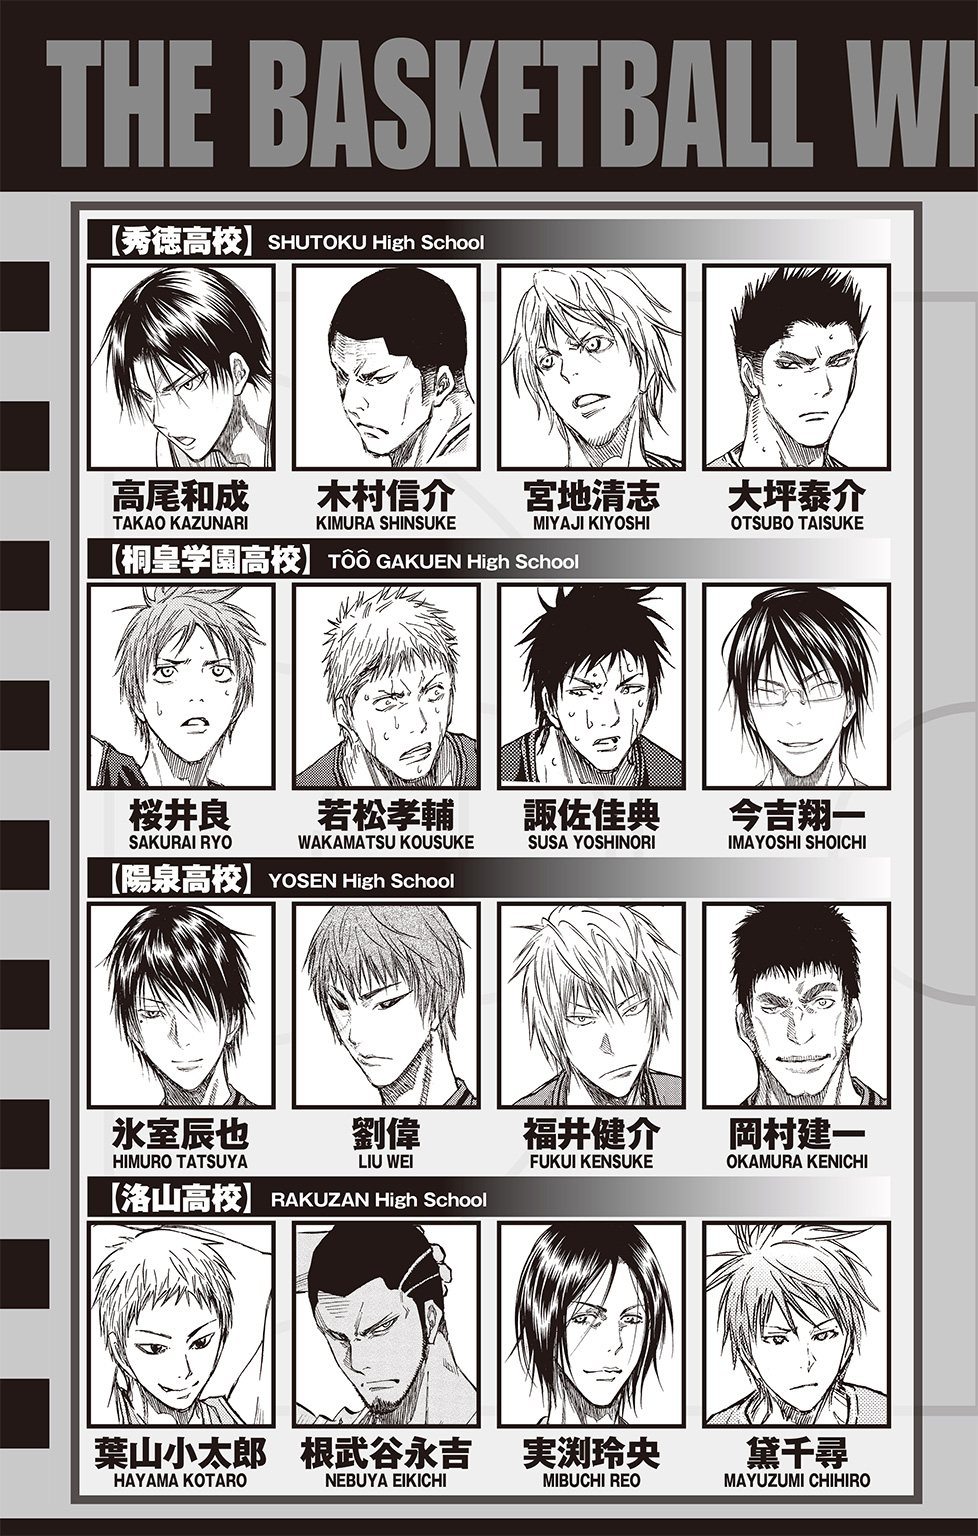 THE BASKETBALL WH
【秀徳高校】 SHUTOKU High School
高尾和成 木村信介 宮地清志 大坪泰介
TAKAO KAZUNARI KIMURA SHINSUKE MIYAJI KIYOSHI OTSUBO TAISUKE
【桐皇学園高校】 TÔÔ GAKUEN High School
桜井良 若松孝輔 諏佐佳典 今吉翔一
SAKURAI RYO WAKAMATSU KOUSUKE SUSA YOSHINORI IMAYOSHI SHOICHI
【陽泉高校】 YOSEN High School
氷室辰也 劉偉 福井健介 岡村建一
HIMURO TATSUYA LIU WEI FUKUI KENSUKE OKAMURA KENICHI
【洛山高校】 RAKUZAN High School
葉山小太郎 根武谷永吉 実渕玲央 黛千尋
HAYAMA KOTARO NEBUYA EIKICHI MIBUCHI REO MAYUZUMI CHIHIRO